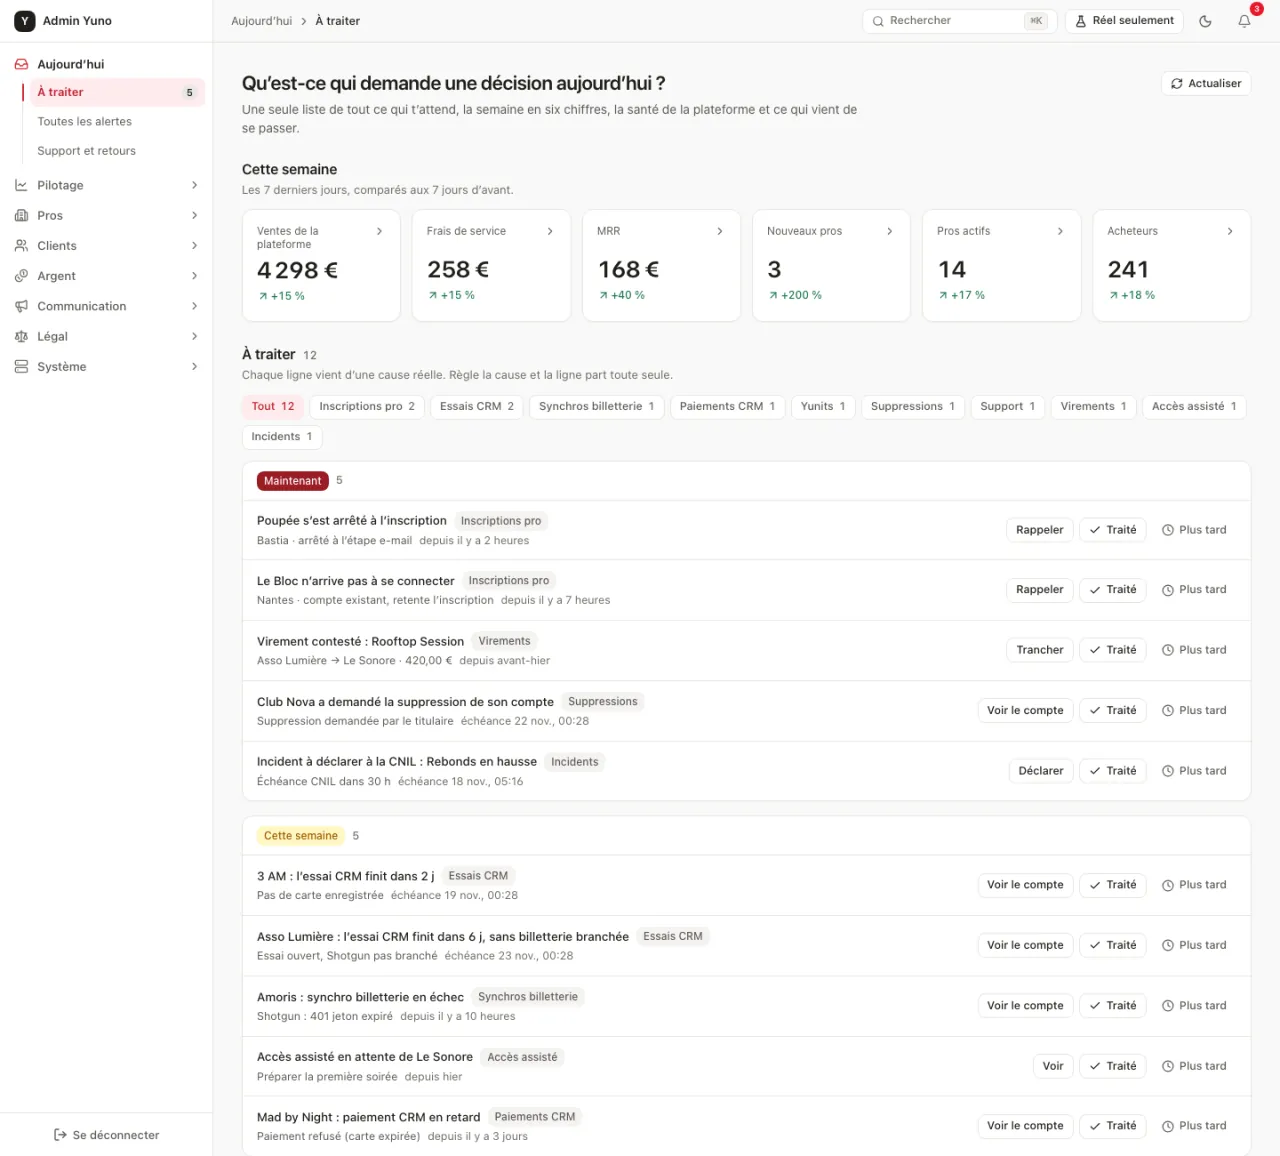 Y Admin Yuno
Aujourd’hui
À traiter 5
Toutes les alertes
Support et retours
Pilotage
Pros
Clients
Argent
Communication
Légal
Système
Se déconnecter
Aujourd’hui > À traiter
Rechercher ⌘K
Réel seulement
3
Qu’est-ce qui demande une décision aujourd’hui ?
Actualiser
Une seule liste de tout ce qui t’attend, la semaine en six chiffres, la santé de la plateforme et ce qui vient de
se passer.
Cette semaine
Les 7 derniers jours, comparés aux 7 jours d’avant.
Ventes de la
plateforme
4 298 €
+15 %
Frais de service
258 €
+15 %
MRR
168 €
+40 %
Nouveaux pros
3
+200 %
Pros actifs
14
+17 %
Acheteurs
241
+18 %
À traiter 12
Chaque ligne vient d’une cause réelle. Règle la cause et la ligne part toute seule.
Tout 12 Inscriptions pro 2 Essais CRM 2 Synchros billetterie 1 Paiements CRM 1 Yunits 1 Suppressions 1 Support 1 Virements 1 Accès assisté 1
Incidents 1
Maintenant 5
Poupée s’est arrêté à l’inscription Inscriptions pro
Bastia · arrêté à l’étape e-mail depuis il y a 2 heures
Rappeler Traité Plus tard
Le Bloc n’arrive pas à se connecter Inscriptions pro
Nantes · compte existant, retente l’inscription depuis il y a 7 heures
Rappeler Traité Plus tard
Virement contesté : Rooftop Session Virements
Asso Lumière → Le Sonore · 420,00 € depuis avant-hier
Trancher Traité Plus tard
Club Nova a demandé la suppression de son compte Suppressions
Suppression demandée par le titulaire échéance 22 nov., 00:28
Voir le compte Traité Plus tard
Incident à déclarer à la CNIL : Rebonds en hausse Incidents
Échéance CNIL dans 30 h échéance 18 nov., 05:16
Déclarer Traité Plus tard
Cette semaine 5
3 AM : l’essai CRM finit dans 2 j Essais CRM
Pas de carte enregistrée échéance 19 nov., 00:28
Voir le compte Traité Plus tard
Asso Lumière : l’essai CRM finit dans 6 j, sans billetterie branchée Essais CRM
Essai ouvert, Shotgun pas branché échéance 23 nov., 00:28
Voir le compte Traité Plus tard
Amoris : synchro billetterie en échec Synchros billetterie
Shotgun : 401 jeton expiré depuis il y a 10 heures
Voir le compte Traité Plus tard
Accès assisté en attente de Le Sonore Accès assisté
Préparer la première soirée depuis hier
Voir Traité Plus tard
Mad by Night : paiement CRM en retard Paiements CRM
Paiement refusé (carte expirée) depuis il y a 3 jours
Voir le compte Traité Plus tard